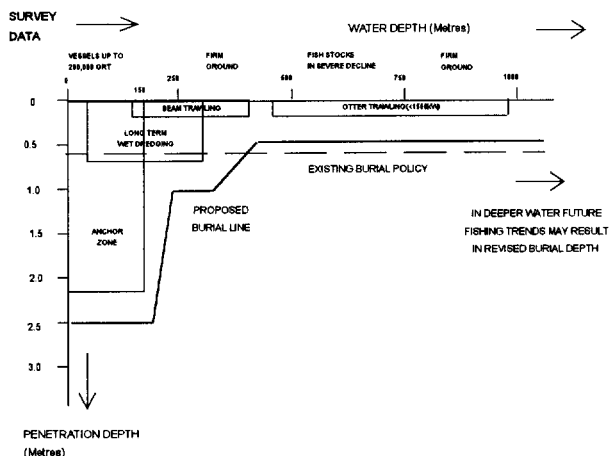 SURVEY
DATA
WATER DEPTH (Metres)
VESSELS UP TO
200,000 GRT
FIRM
GROUND
FISH STOCKS
IN SEVERE DECLINE
FIRM
GROUND
0 150 250 500 750 1000
0
BEAM TRAWLING
OTTER TRAWLING(<1500kW)
LONG TERM
WET DREDGING
0.5
EXISTING BURIAL POLICY
1.0
PROPOSED
BURIAL LINE
IN DEEPER WATER FUTURE
FISHING TRENDS MAY RESULT
IN REVISED BURIAL DEPTH
ANCHOR
ZONE
1.5
2.0
2.5
3.0
PENETRATION DEPTH
(Metres)